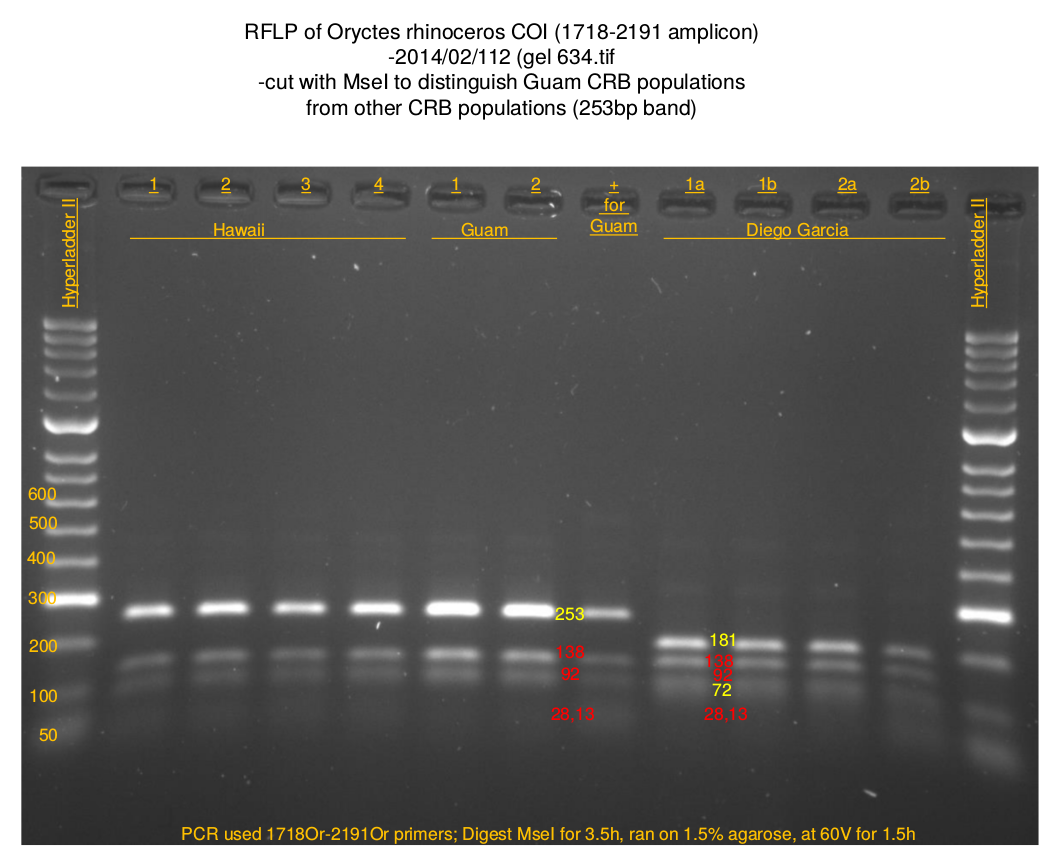 RFLP of Oryctes rhinoceros COI (1718-2191 amplicon)
-2014/02/112 (gel 634.tif
-cut with MseI to distinguish Guam CRB populations
from other CRB populations (253bp band)
1 2 3 4 1 2 + 1a 1b 2a 2b
for
Guam
Hawaii Guam Diego Garcia
Hyperladder II
Hyperladder II
600
500
400
300
200
100
50
253
138
92
28,13
181
138
92
72
28,13
PCR used 1718Or-2191Or primers; Digest MseI for 3.5h, ran on 1.5% agarose, at 60V for 1.5h